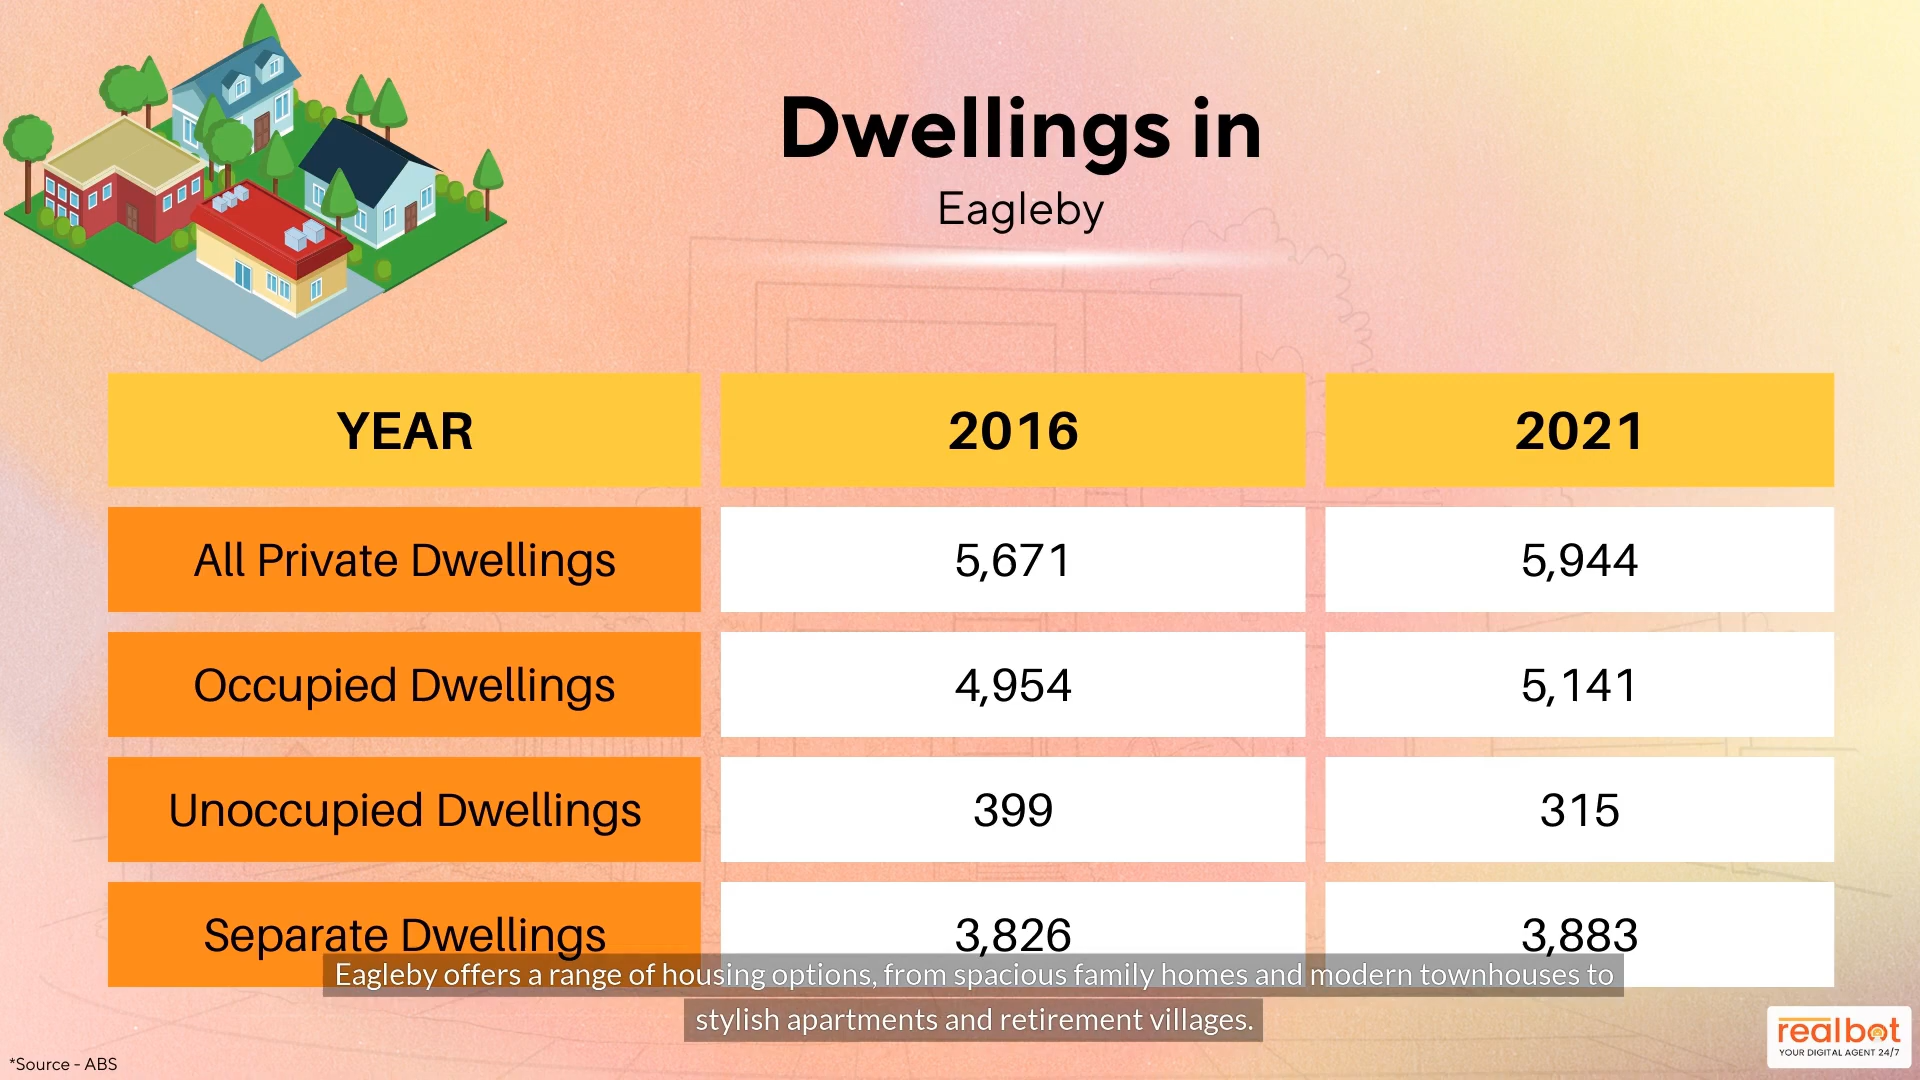 Dwellings in
Eagleby
YEAR 2016 2021
All Private Dwellings 5,671 5,944
Occupied Dwellings 4,954 5,141
Unoccupied Dwellings 399 315
Separate Dwellings 3,826 3,883
Eagleby offers a range of housing options, from spacious family homes and modern townhouses to
stylish apartments and retirement villages.
realbot
YOUR DIGITAL AGENT 24/7
*Source - ABS